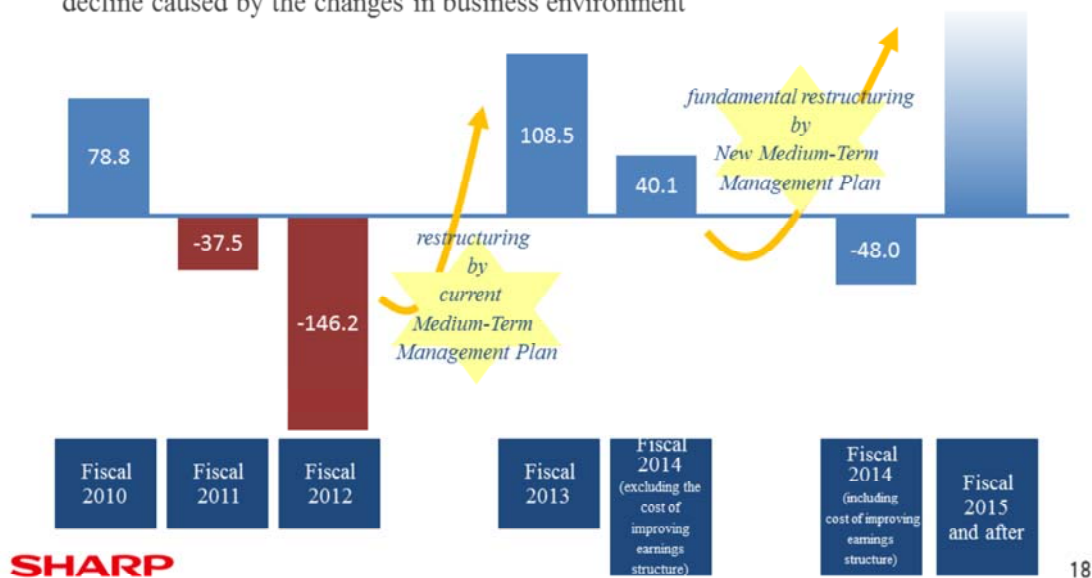 decline caused by the changes in business environment
78.8
-37.5
-146.2
restructuring
by
current
Medium-Term
Management Plan
108.5
40.1
fundamental restructuring
by
New Medium-Term
Management Plan
-48.0
Fiscal
2010
Fiscal
2011
Fiscal
2012
Fiscal
2013
Fiscal
2014
(excluding the
cost of
improving
earnings
structure)
Fiscal
2014
(including
cost of improving
earnings
structure)
Fiscal
2015
and after
SHARP
18